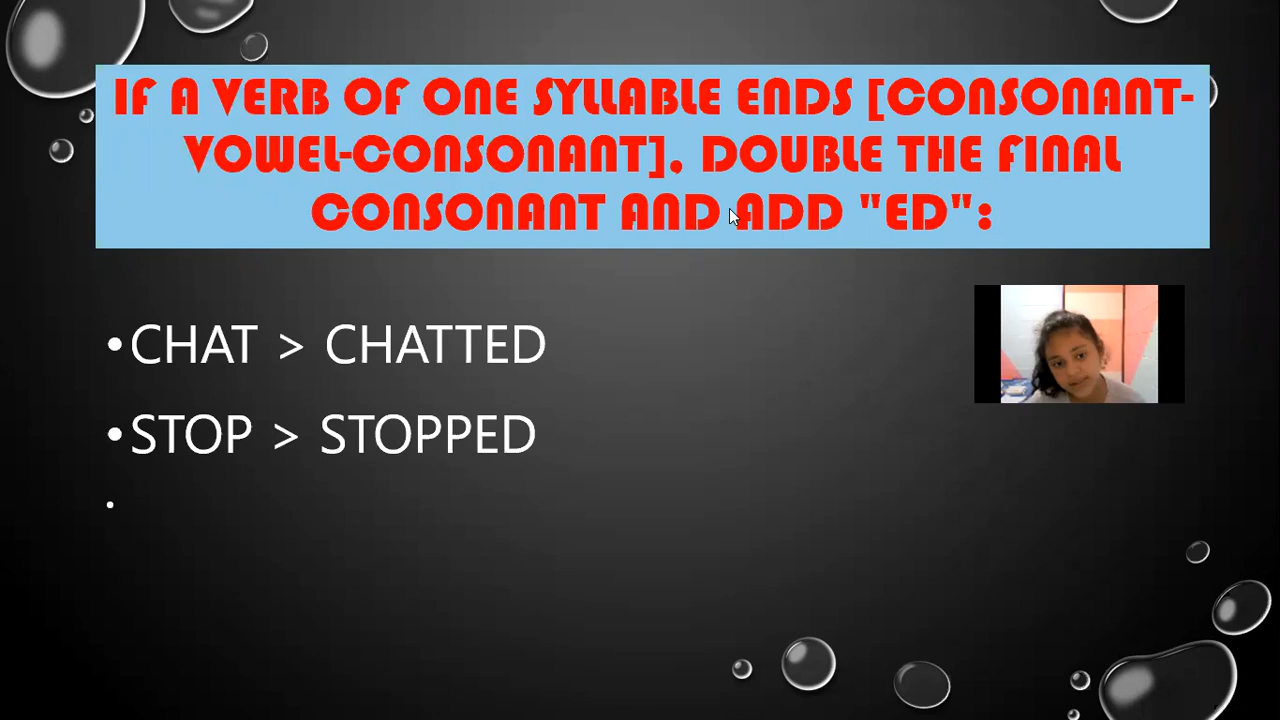 IF A VERB OF ONE SYLLABLE ENDS [CONSONANT-
VOWEL-CONSONANT], DOUBLE THE FINAL
CONSONANT AND ADD "ED":
•CHAT > CHATTED
•STOP > STOPPED
•